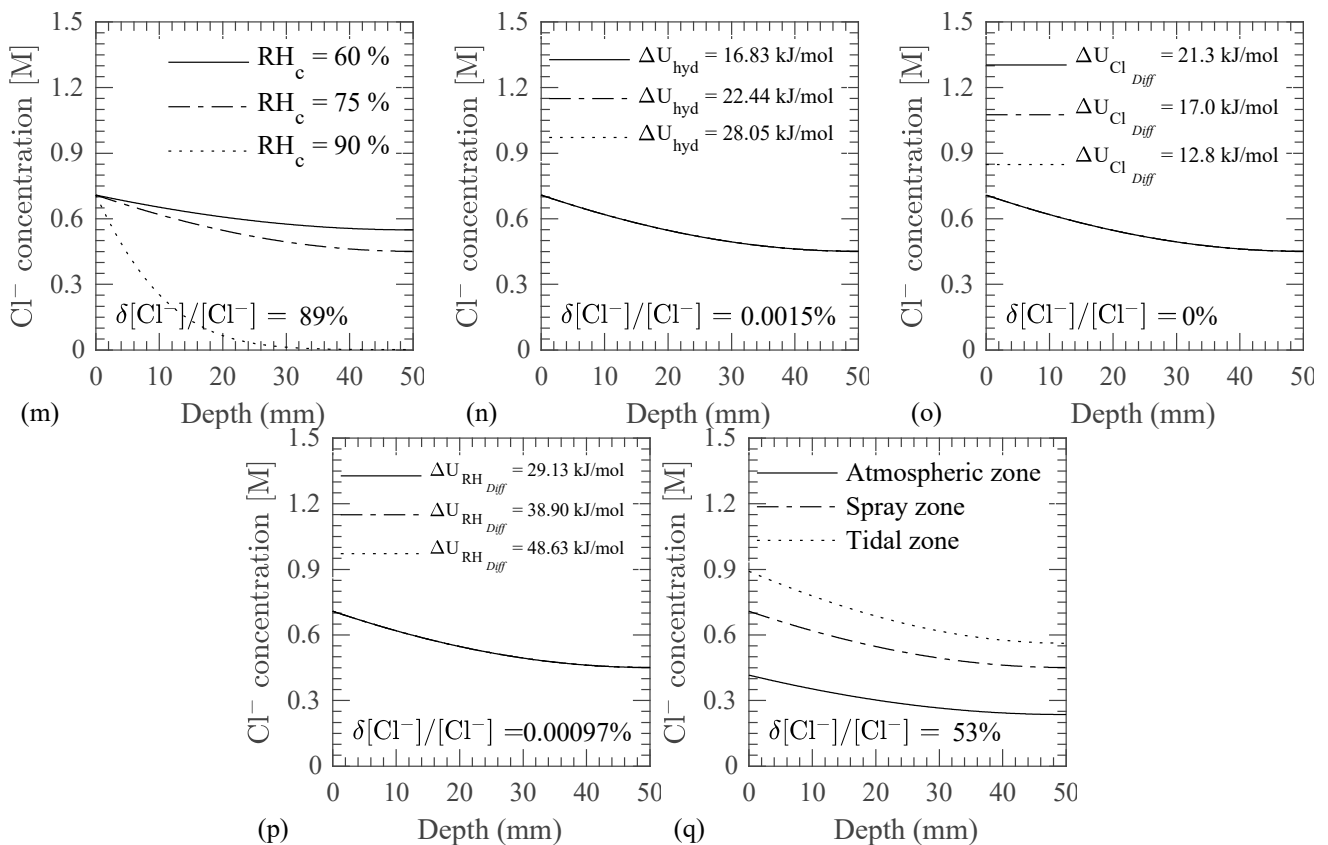 1.5
1.2
0.9
0.6
0.3
0
Cl⁻ concentration [M]
RH_c = 60 %
RH_c = 75 %
RH_c = 90 %
δ[Cl⁻]/[Cl⁻] = 89%
0 10 20 30 40 50
(m) Depth (mm)
1.5
1.2
0.9
0.6
0.3
0
Cl⁻ concentration [M]
ΔU_hyd = 16.83 kJ/mol
ΔU_hyd = 22.44 kJ/mol
ΔU_hyd = 28.05 kJ/mol
δ[Cl⁻]/[Cl⁻] = 0.0015%
0 10 20 30 40 50
(n) Depth (mm)
1.5
1.2
0.9
0.6
0.3
0
Cl⁻ concentration [M]
ΔU_Cl_Diff = 21.3 kJ/mol
ΔU_Cl_Diff = 17.0 kJ/mol
ΔU_Cl_Diff = 12.8 kJ/mol
δ[Cl⁻]/[Cl⁻] = 0%
0 10 20 30 40 50
(o) Depth (mm)
1.5
1.2
0.9
0.6
0.3
0
Cl⁻ concentration [M]
ΔU_RH_Diff = 29.13 kJ/mol
ΔU_RH_Diff = 38.90 kJ/mol
ΔU_RH_Diff = 48.63 kJ/mol
δ[Cl⁻]/[Cl⁻] =0.00097%
0 10 20 30 40 50
(p) Depth (mm)
1.5
1.2
0.9
0.6
0.3
0
Cl⁻ concentration [M]
Atmospheric zone
Spray zone
Tidal zone
δ[Cl⁻]/[Cl⁻] = 53%
0 10 20 30 40 50
(q) Depth (mm)